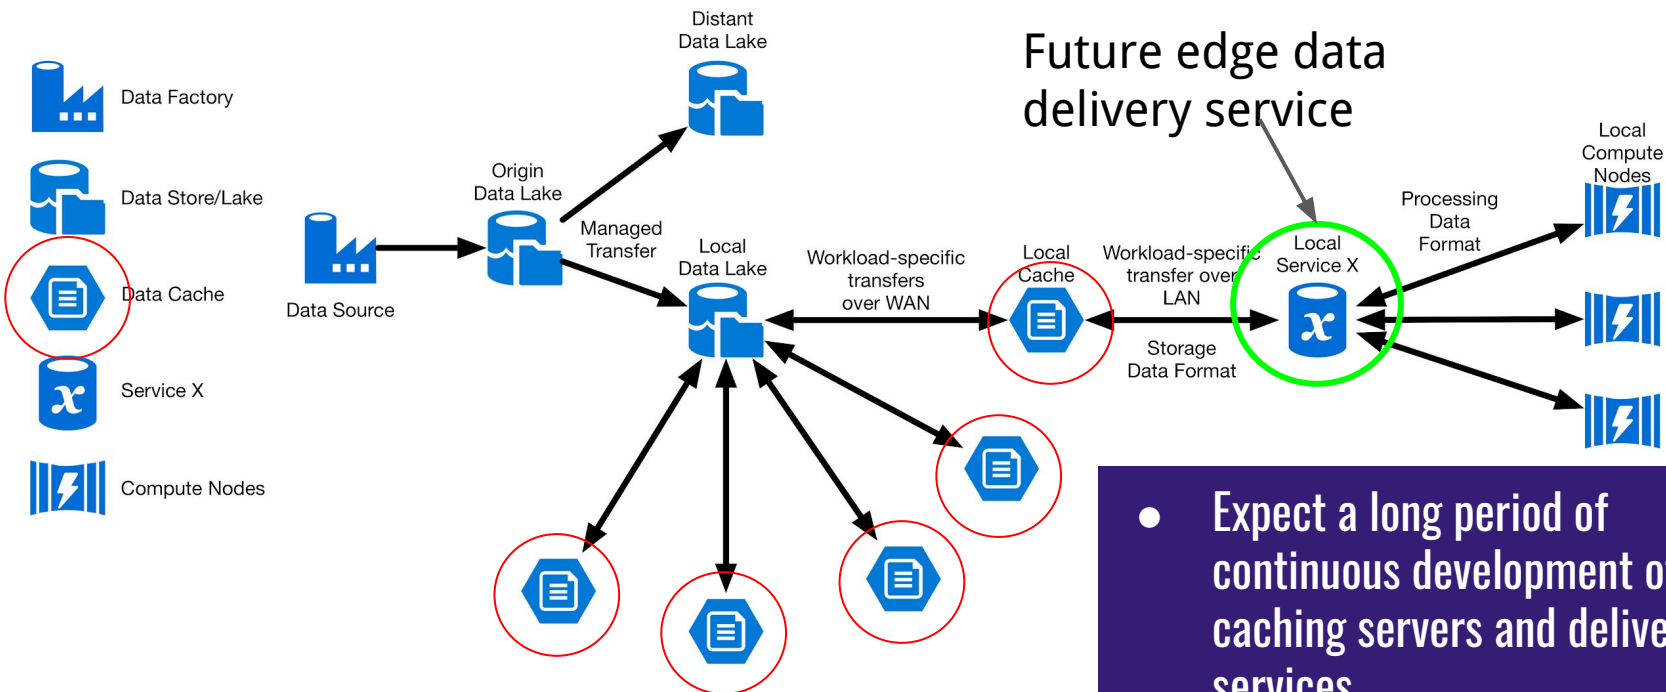 Distant
Data Lake
Future edge data
delivery service
Data Factory
Data Store/Lake
Data Cache
Service X
Compute Nodes
Data Source
Origin
Data Lake
Managed
Transfer
Local
Data Lake
Workload-specific
transfers
over WAN
Local
Cache
Workload-specific
transfer over
LAN
Storage
Data Format
Local
Service X
x
x
Processing
Data
Format
Local
Compute
Nodes
● Expect a long period of
continuous development
caching servers and
services